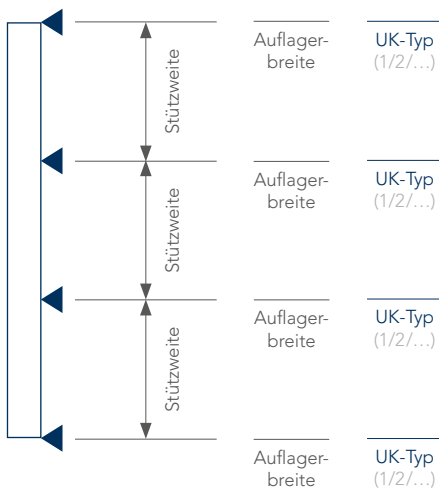 Auflager-
breite
UK-Typ
(1/2/…)
Stützweite
Auflager-
breite
UK-Typ
(1/2/…)
Stützweite
Auflager-
breite
UK-Typ
(1/2/…)
Stützweite
Auflager-
breite
UK-Typ
(1/2/…)